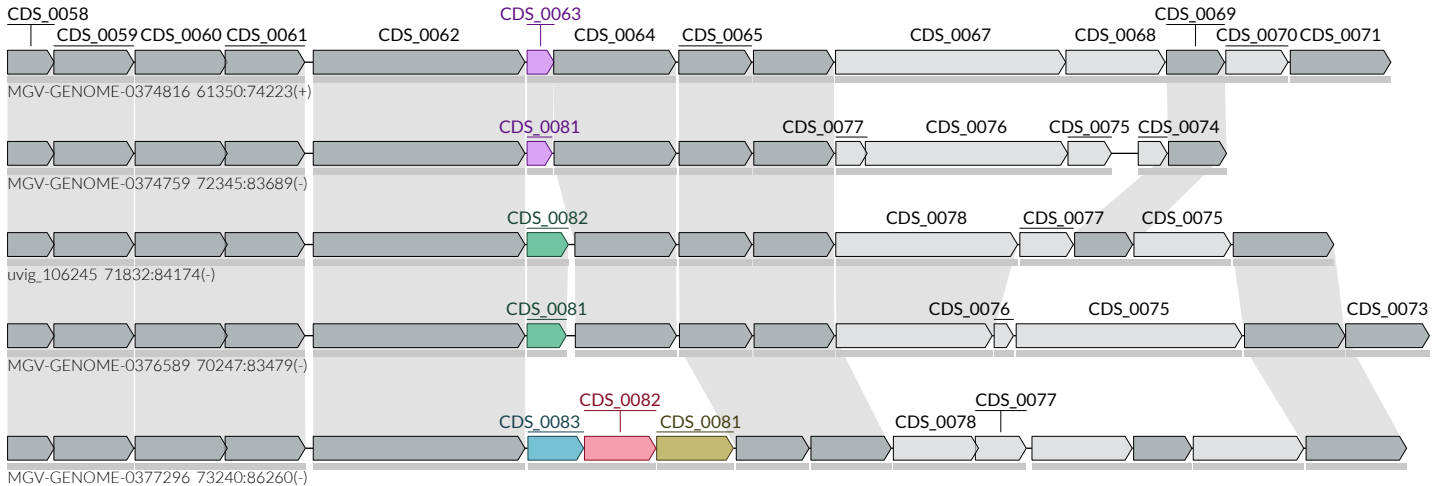 CDS_0058 CDS_0063 CDS_0069
CDS_0059 CDS_0060 CDS_0061 CDS_0062 CDS_0064 CDS_0065 CDS_0067 CDS_0068 CDS_0070 CDS_0071
MGV-GENOME-0374816 61350:74223(+)
CDS_0081 CDS_0077 CDS_0076 CDS_0075 CDS_0074
MGV-GENOME-0374759 72345:83689(-)
CDS_0082 CDS_0078 CDS_0077 CDS_0075
uvig_106245 71832:84174(-)
CDS_0081 CDS_0076 CDS_0075 CDS_0073
MGV-GENOME-0376589 70247:83479(-)
CDS_0082 CDS_0077
CDS_0083 CDS_0081 CDS_0078
MGV-GENOME-0377296 73240:86260(-)